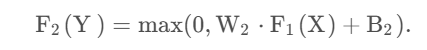 F₂(Y) = max(0, W₂ · F₁(X) + B₂).